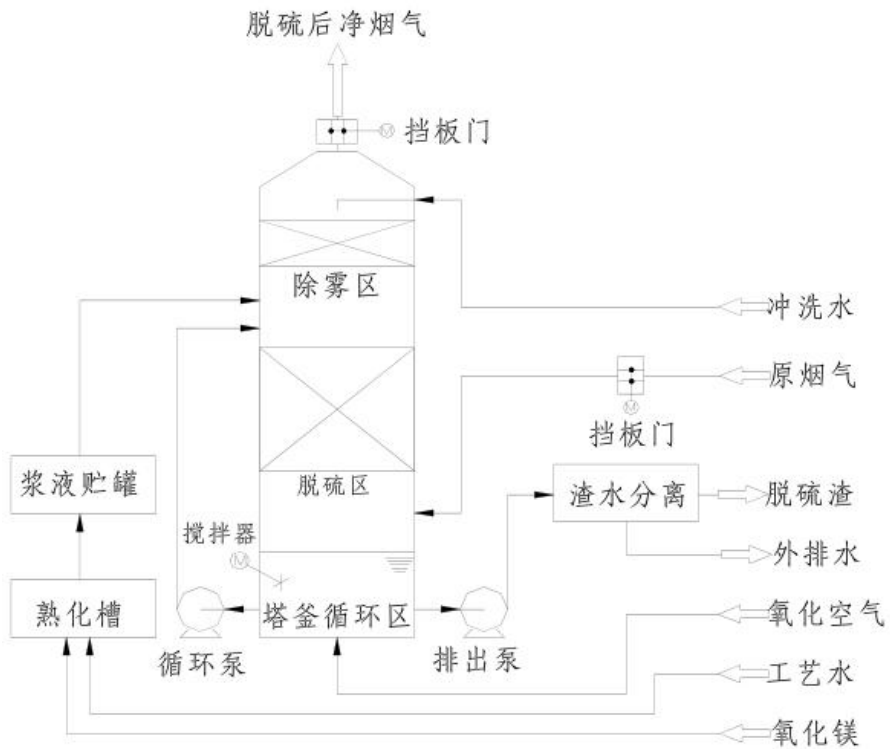 脱硫后净烟气
M
挡板门
除雾区
冲洗水
原烟气
M
挡板门
浆液贮罐
脱硫区
渣水分离
脱硫渣
搅拌器
M
外排水
熟化槽
塔釜循环区
氧化空气
循环泵
排出泵
工艺水
氧化镁